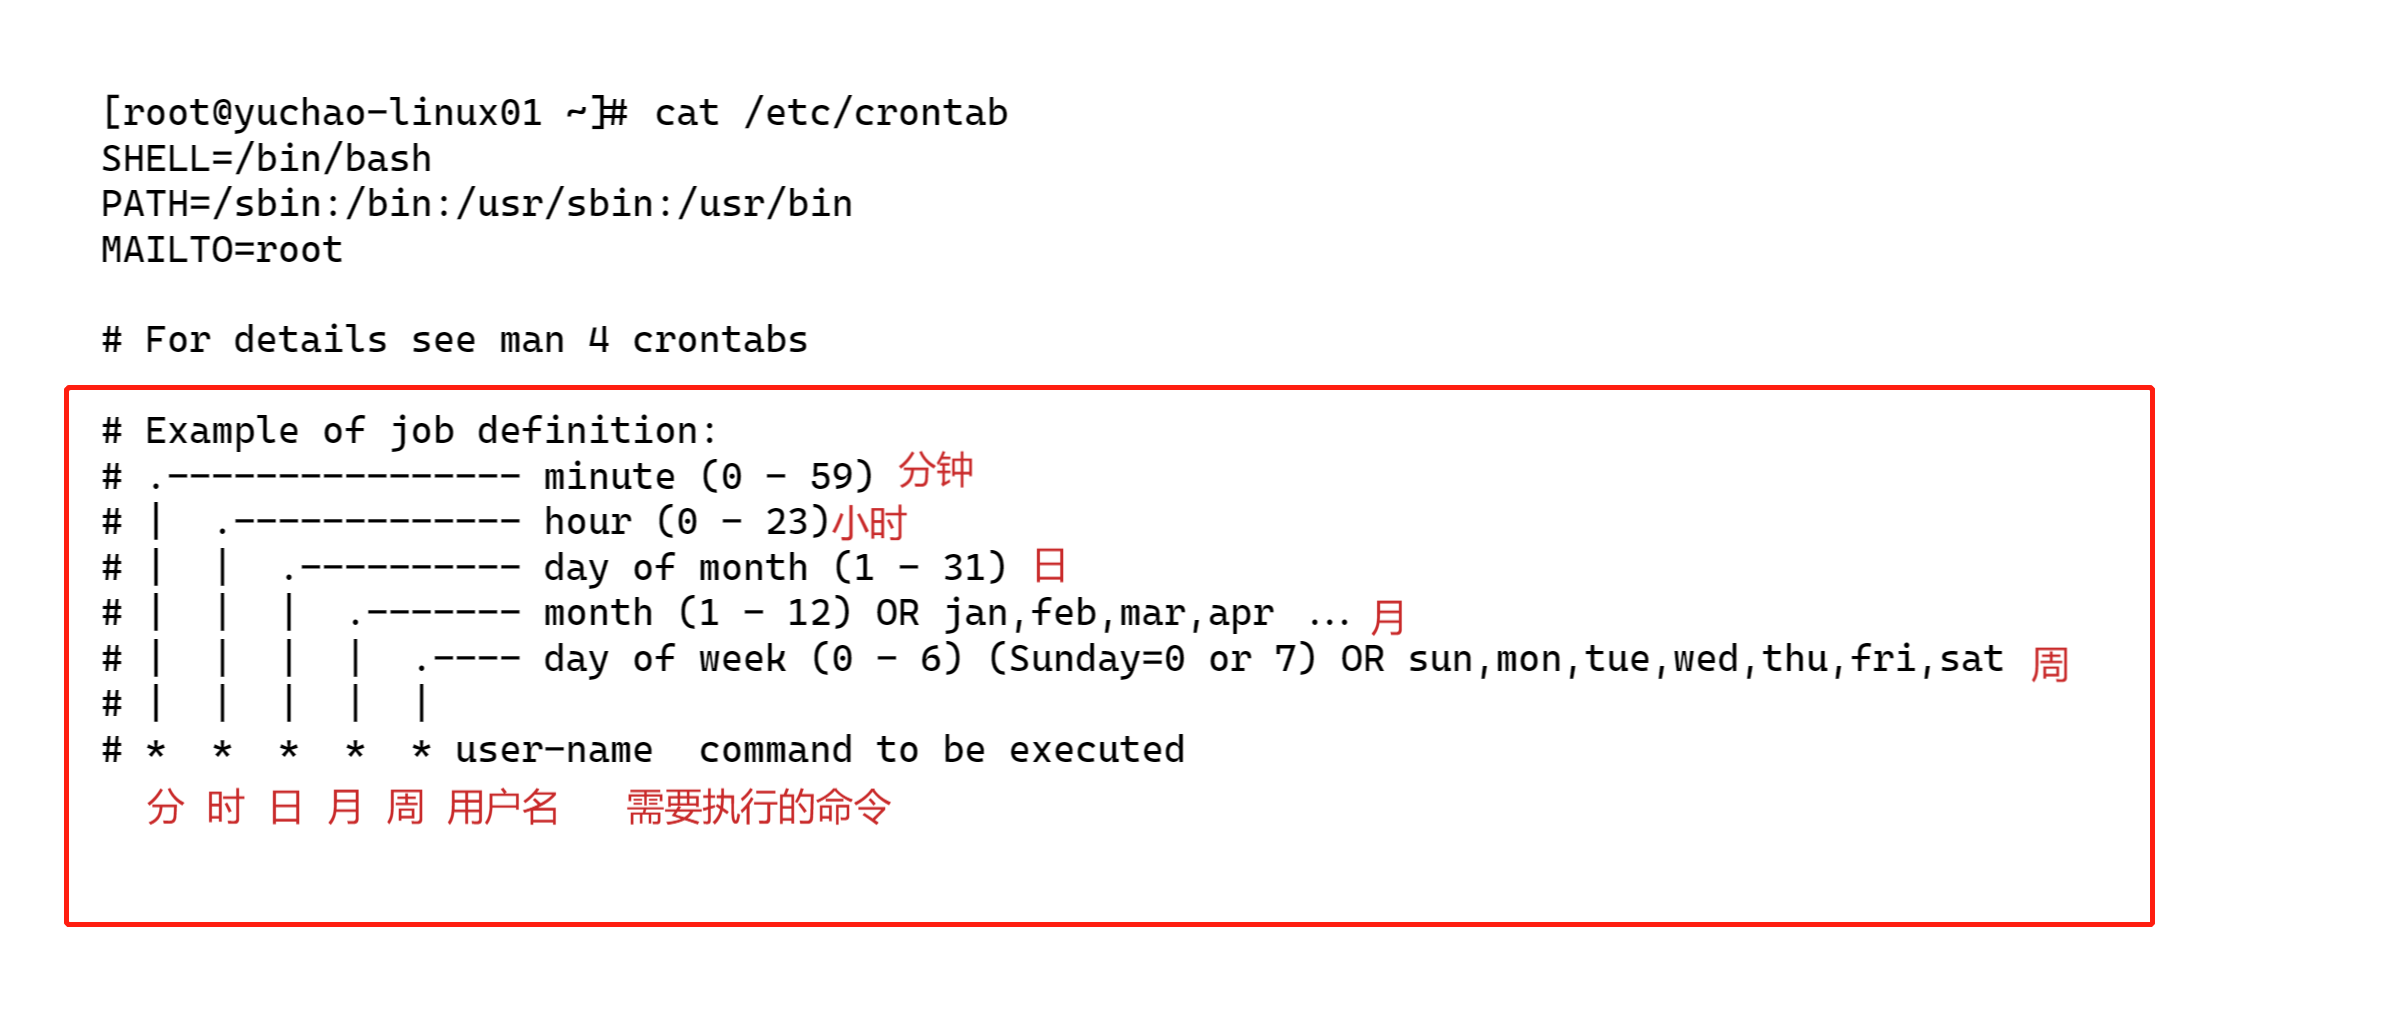 [root@yuchao-linux01 ~]# cat /etc/crontab
SHELL=/bin/bash
PATH=/sbin:/bin:/usr/sbin:/usr/bin
MAILTO=root
# For details see man 4 crontabs
# Example of job definition:
# .---------------- minute (0 - 59) 分钟
# |  .------------- hour (0 - 23)小时
# |  |  .---------- day of month (1 - 31) 日
# |  |  |  .------- month (1 - 12) OR jan,feb,mar,apr ... 月
# |  |  |  |  .---- day of week (0 - 6) (Sunday=0 or 7) OR sun,mon,tue,wed,thu,fri,sat 周
# |  |  |  |  |
# *  *  *  *  * user-name  command to be executed
分 时 日 月 周 用户名 需要执行的命令